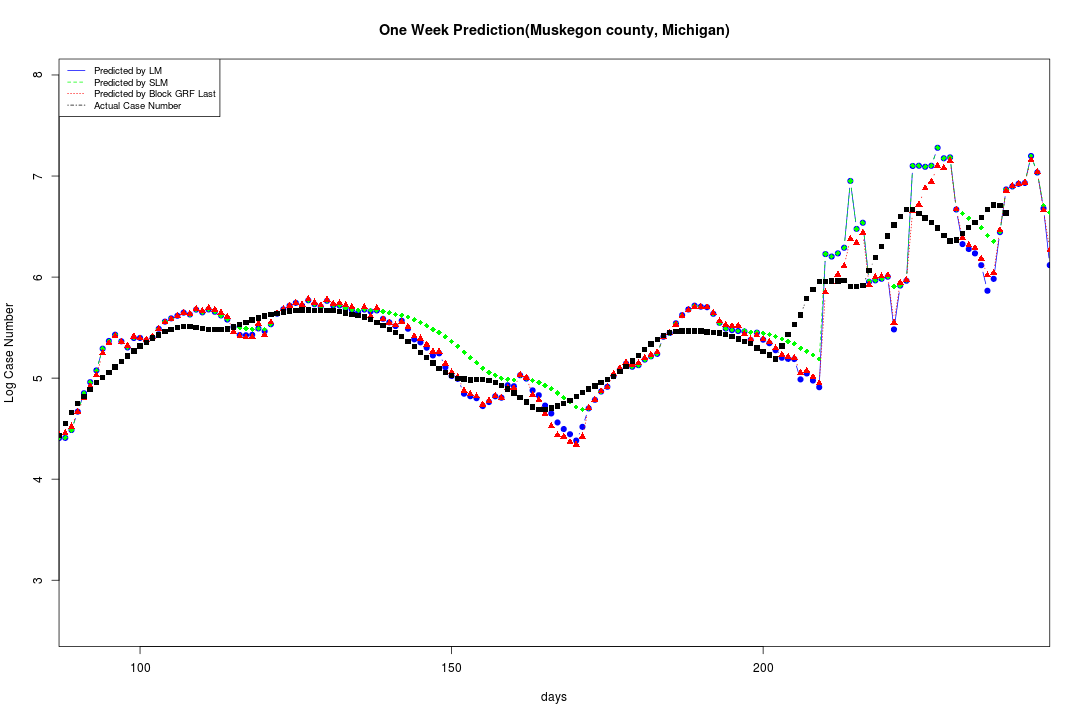 One Week Prediction(Muskegon county, Michigan)
Predicted by LM
Predicted by SLM
Predicted by Block GRF Last
Actual Case Number
8
7
6
5
4
3
Log Case Number
100
150
200
days